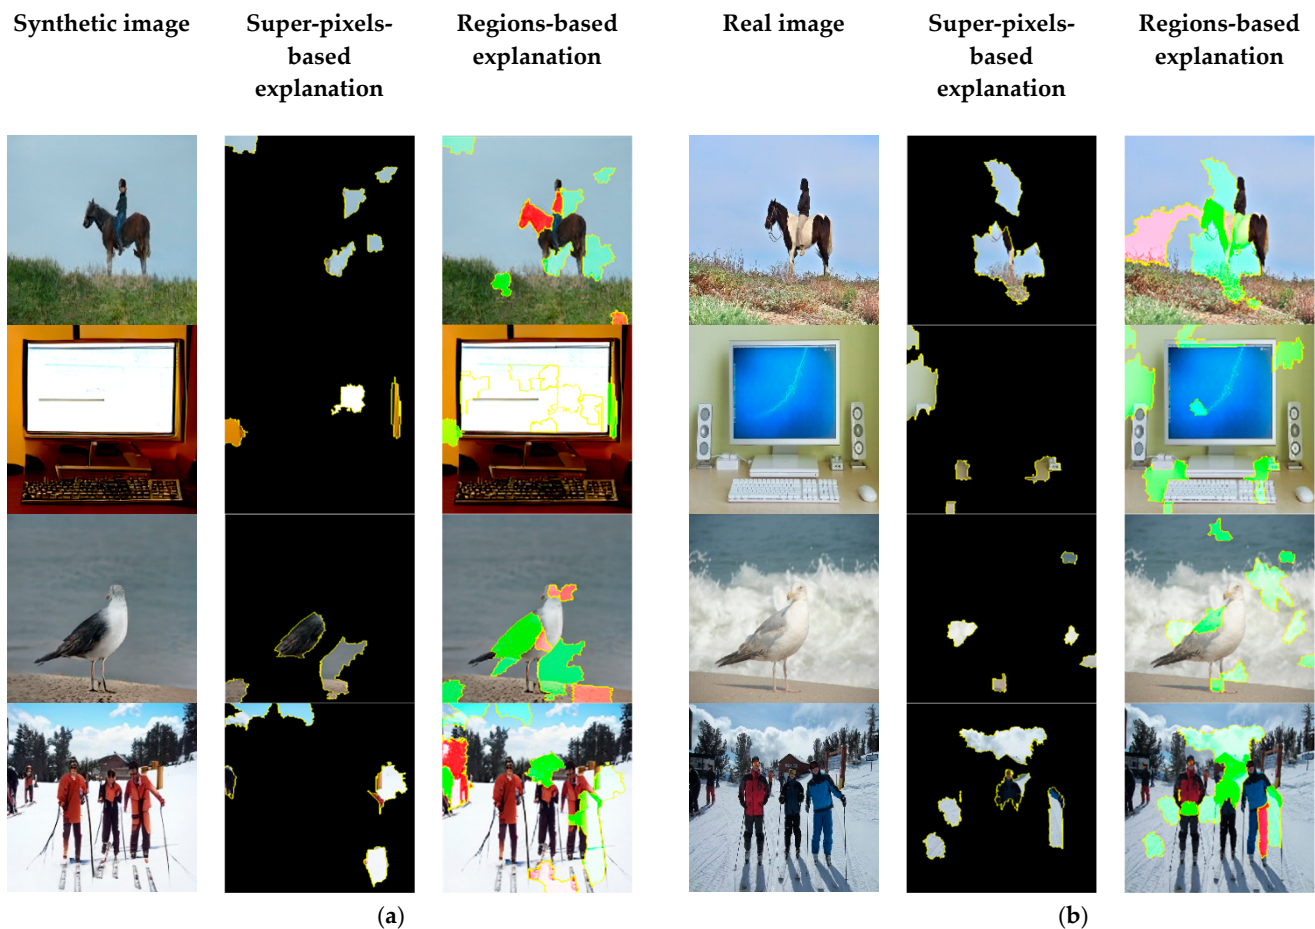 Synthetic image
Super-pixels-
based
explanation
Regions-based
explanation
Real image
Super-pixels-
based
explanation
Regions-based
explanation
(a)
(b)